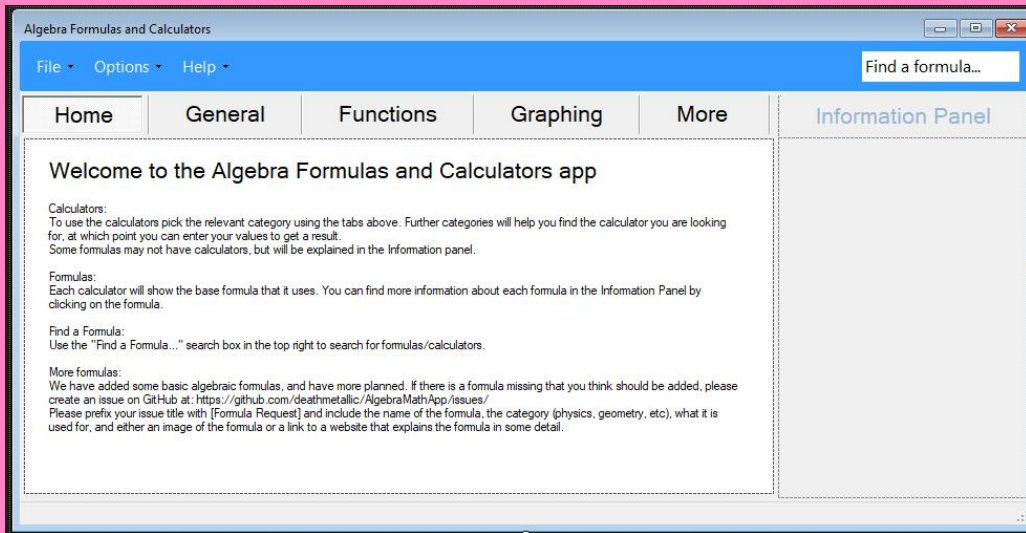 Algebra Formulas and Calculators
File Options Help
Find a formula...
Home General Functions Graphing More
Information Panel
Welcome to the Algebra Formulas and Calculators app
Calculators:
To use the calculators pick the relevant category using the tabs above. Further categories will help you find the calculator you are looking
for, at which point you can enter your values to get a result.
Some formulas may not have calculators, but will be explained in the Information panel.
Formulas:
Each calculator will show the base formula that it uses. You can find more information about each formula in the Information Panel by
clicking on the formula.
Find a Formula:
Use the "Find a Formula..." search box in the top right to search for formulas/calculators.
More formulas:
We have added some basic algebraic formulas, and have more planned. If there is a formula missing that you think should be added, please
create an issue on GitHub at: https://github.com/deathmetallic/AlgebraMathApp/issues/
Please prefix your issue title with [Formula Request] and include the name of the formula, the category (physics, geometry, etc), what it is
used for, and either an image of the formula or a link to a website that explains the formula in some detail.